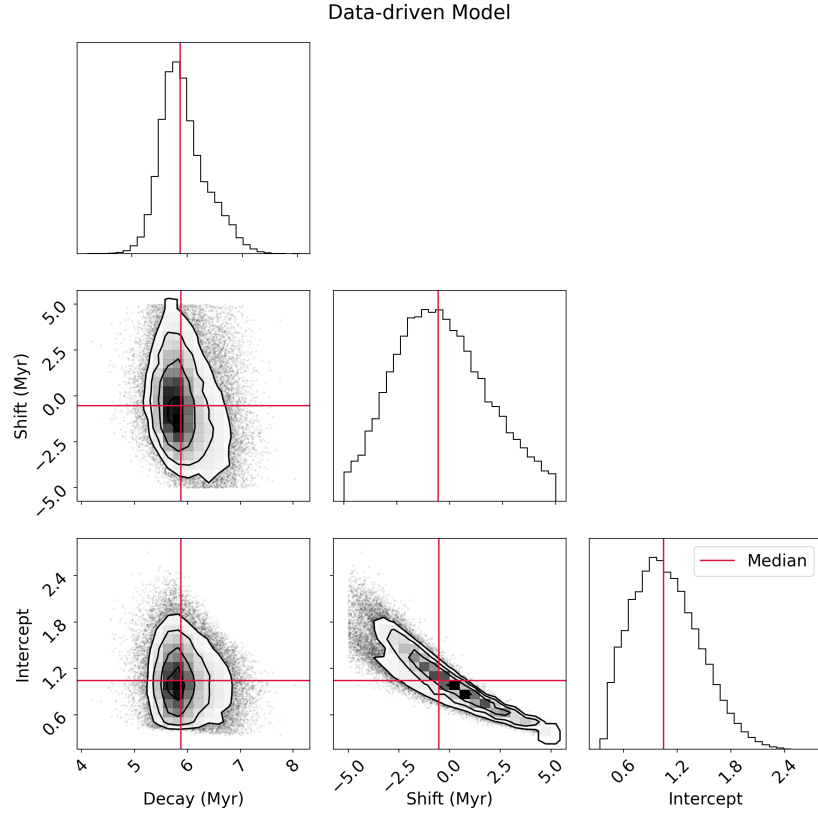 Data-driven Model
Shift (Myr)
5.0
2.5
0.0
−2.5
−5.0
Intercept
2.4
1.8
1.2
0.6
Median
4 5 6 7 8
−5.0 −2.5 0.0 2.5 5.0
0.6 1.2 1.8 2.4
Decay (Myr) Shift (Myr) Intercept